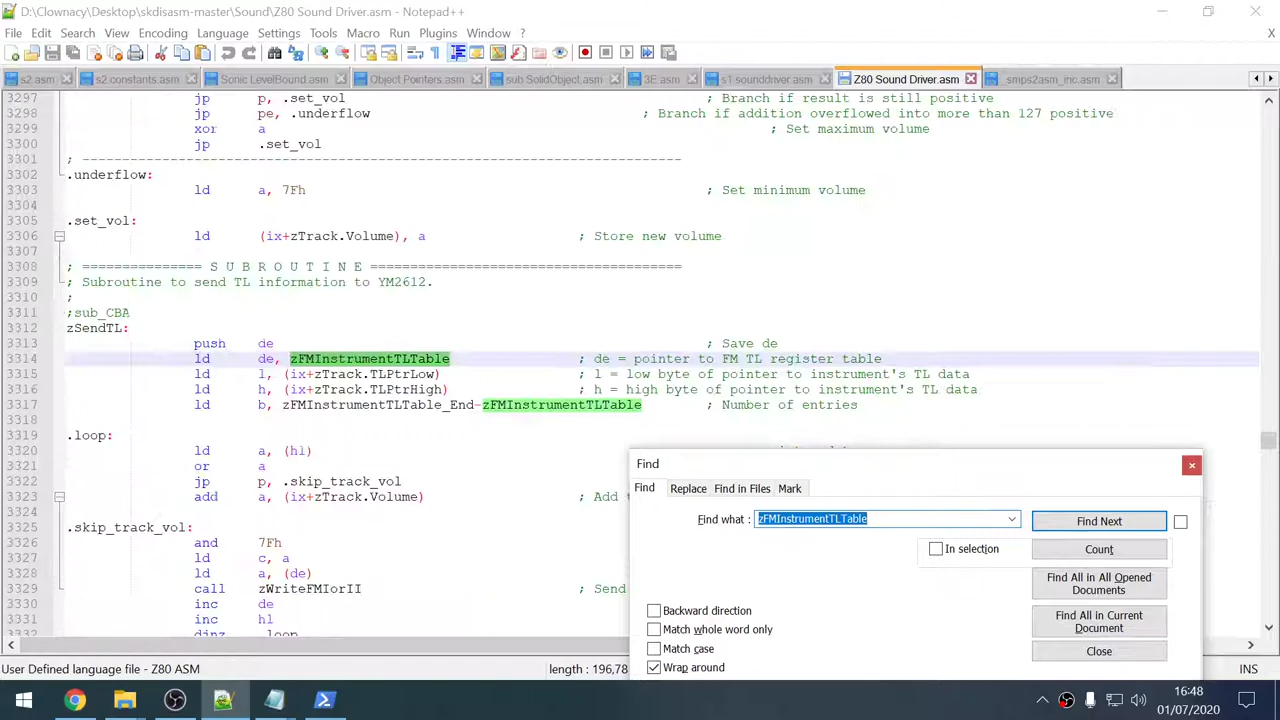 D:\Clownacy\Desktop\skdisasm-master\Sound\Z80 Sound Driver.asm - Notepad++
File Edit Search View Encoding Language Settings Tools Macro Run Plugins Window ? X
s2.asm s2.constants.asm Sonic LevelBound.asm Object Pointers.asm sub SolidObject.asm 3E.asm s1 sounddriver.asm Z80 Sound Driver.asm _smps2asm_inc.asm
3297 jp p, .set_vol ; Branch if result is still positive
3298 jp pe, .underflow ; Branch if addition overflowed into more than 127 positive
3299 xor a ; Set maximum volume
3300 jp .set_vol
3301 ; ---------------------------------------------------------------------------
3302 .underflow:
3303 ld a, 7Fh ; Set minimum volume
3304
3305 .set_vol:
3306 ld (ix+zTrack.Volume), a ; Store new volume
3307
3308 ; =============== S U B R O U T I N E =======================================
3309 ; Subroutine to send TL information to YM2612.
3310 ;
3311 ;sub_CBA
3312 zSendTL:
3313 push de ; Save de
3314 ld de, zFMInstrumentTLTable ; de = pointer to FM TL register table
3315 ld l, (ix+zTrack.TLPtrLow) ; l = low byte of pointer to instrument's TL data
3316 ld h, (ix+zTrack.TLPtrHigh) ; h = high byte of pointer to instrument's TL data
3317 ld b, zFMInstrumentTLTable_End-zFMInstrumentTLTable ; Number of entries
3318
3319 .loop:
3320 ld a, (hl)
3321 or a
3322 jp p, .skip_track_vol
3323 add a, (ix+zTrack.Volume) ; Add
3324
3325 .skip_track_vol:
3326 and 7Fh
3327 ld c, a
3328 ld a, (de)
3329 call zWriteFMIorII ; Send
3330 inc de
3331 inc hl
3332 djnz .loop
Find
Find Replace Find in Files Mark
Find what : zFMInstrumentTLTable Find Next
In selection Count
Find All in All Opened
Documents
Backward direction
Match whole word only
Find All in Current
Document
Match case
Wrap around
Close
User Defined language file - Z80 ASM length : 196,78 INS
16:48
01/07/2020